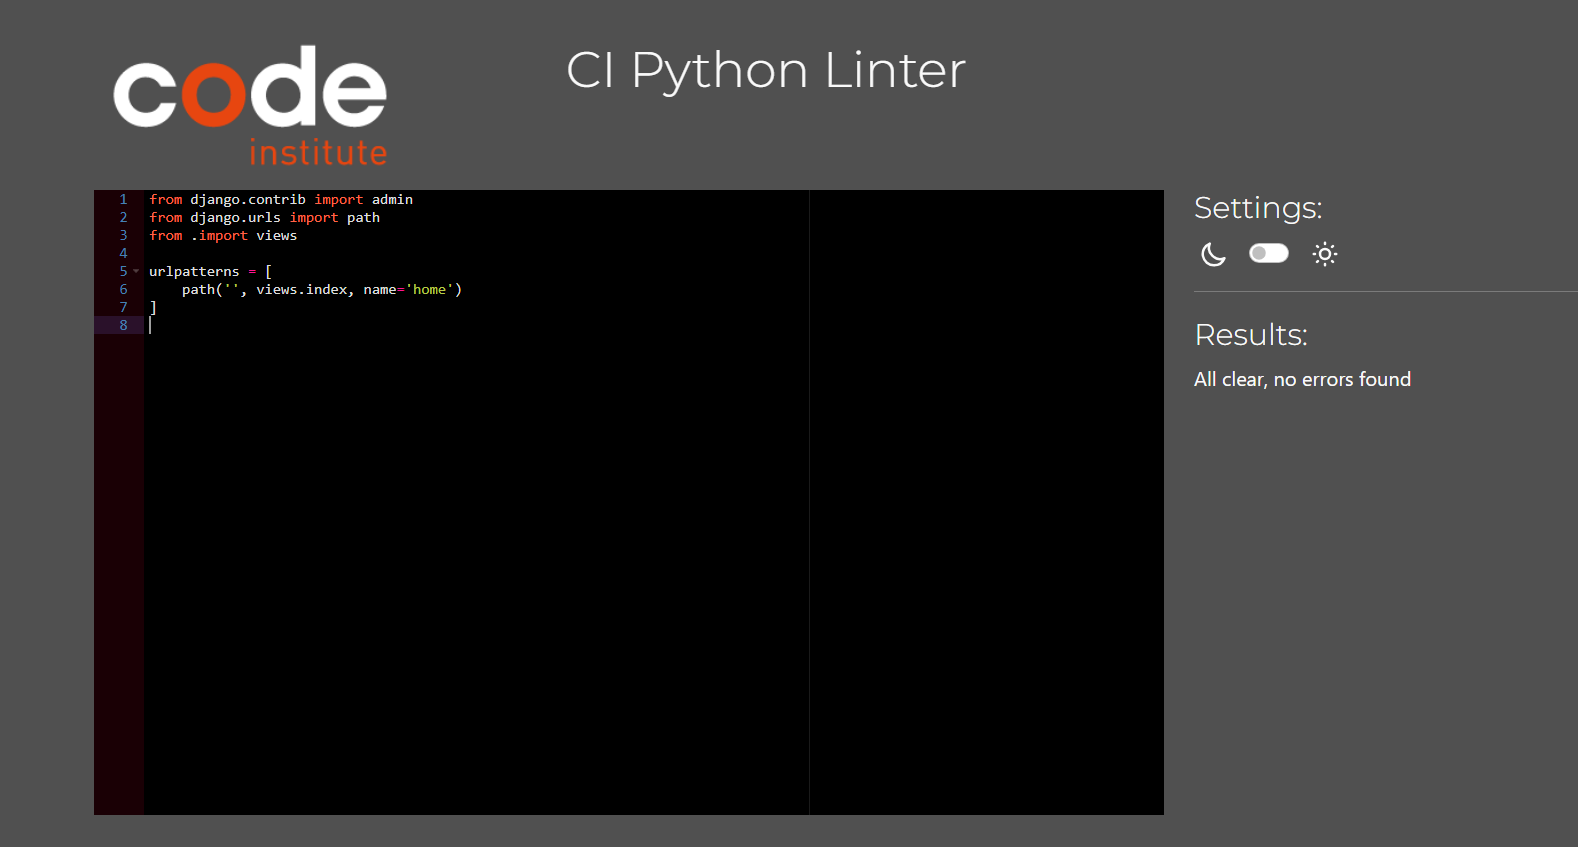 code
institute
CI Python Linter
1 from django.contrib import admin
2 from django.urls import path
3 from .import views
4
5 urlpatterns = [
6     path('', views.index, name='home')
7 ]
8
Settings:
Results:
All clear, no errors found